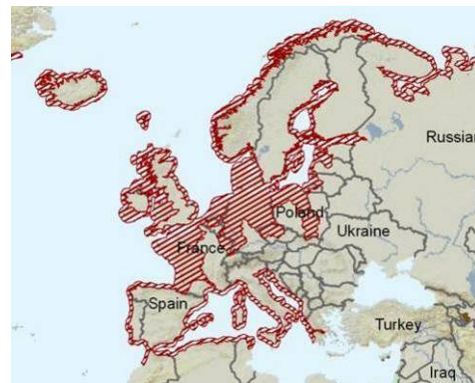 Russian
Poland
Ukraine
France
Spain
Turkey
Iraq